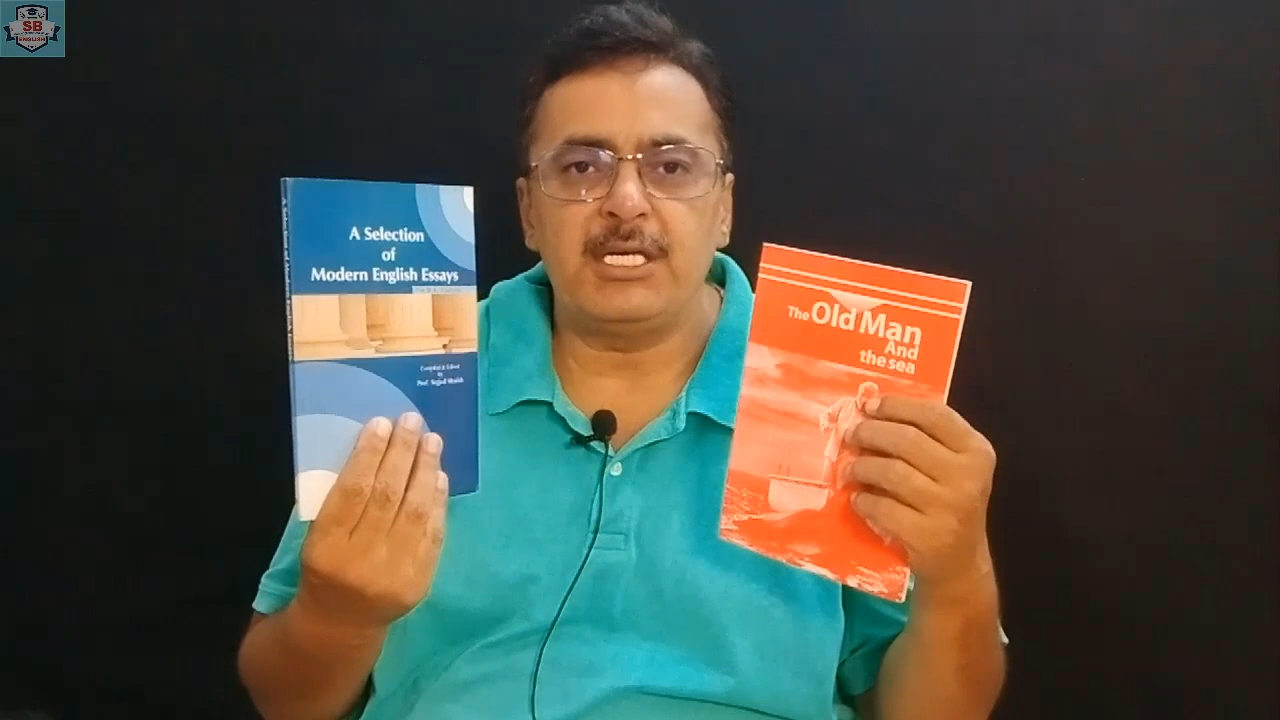 SB
ENGLISH
A Selection
of
Modern English Essays
Compiled & Edited
by
Prof. Sajjad Shaikh
The Old Man
And
the sea